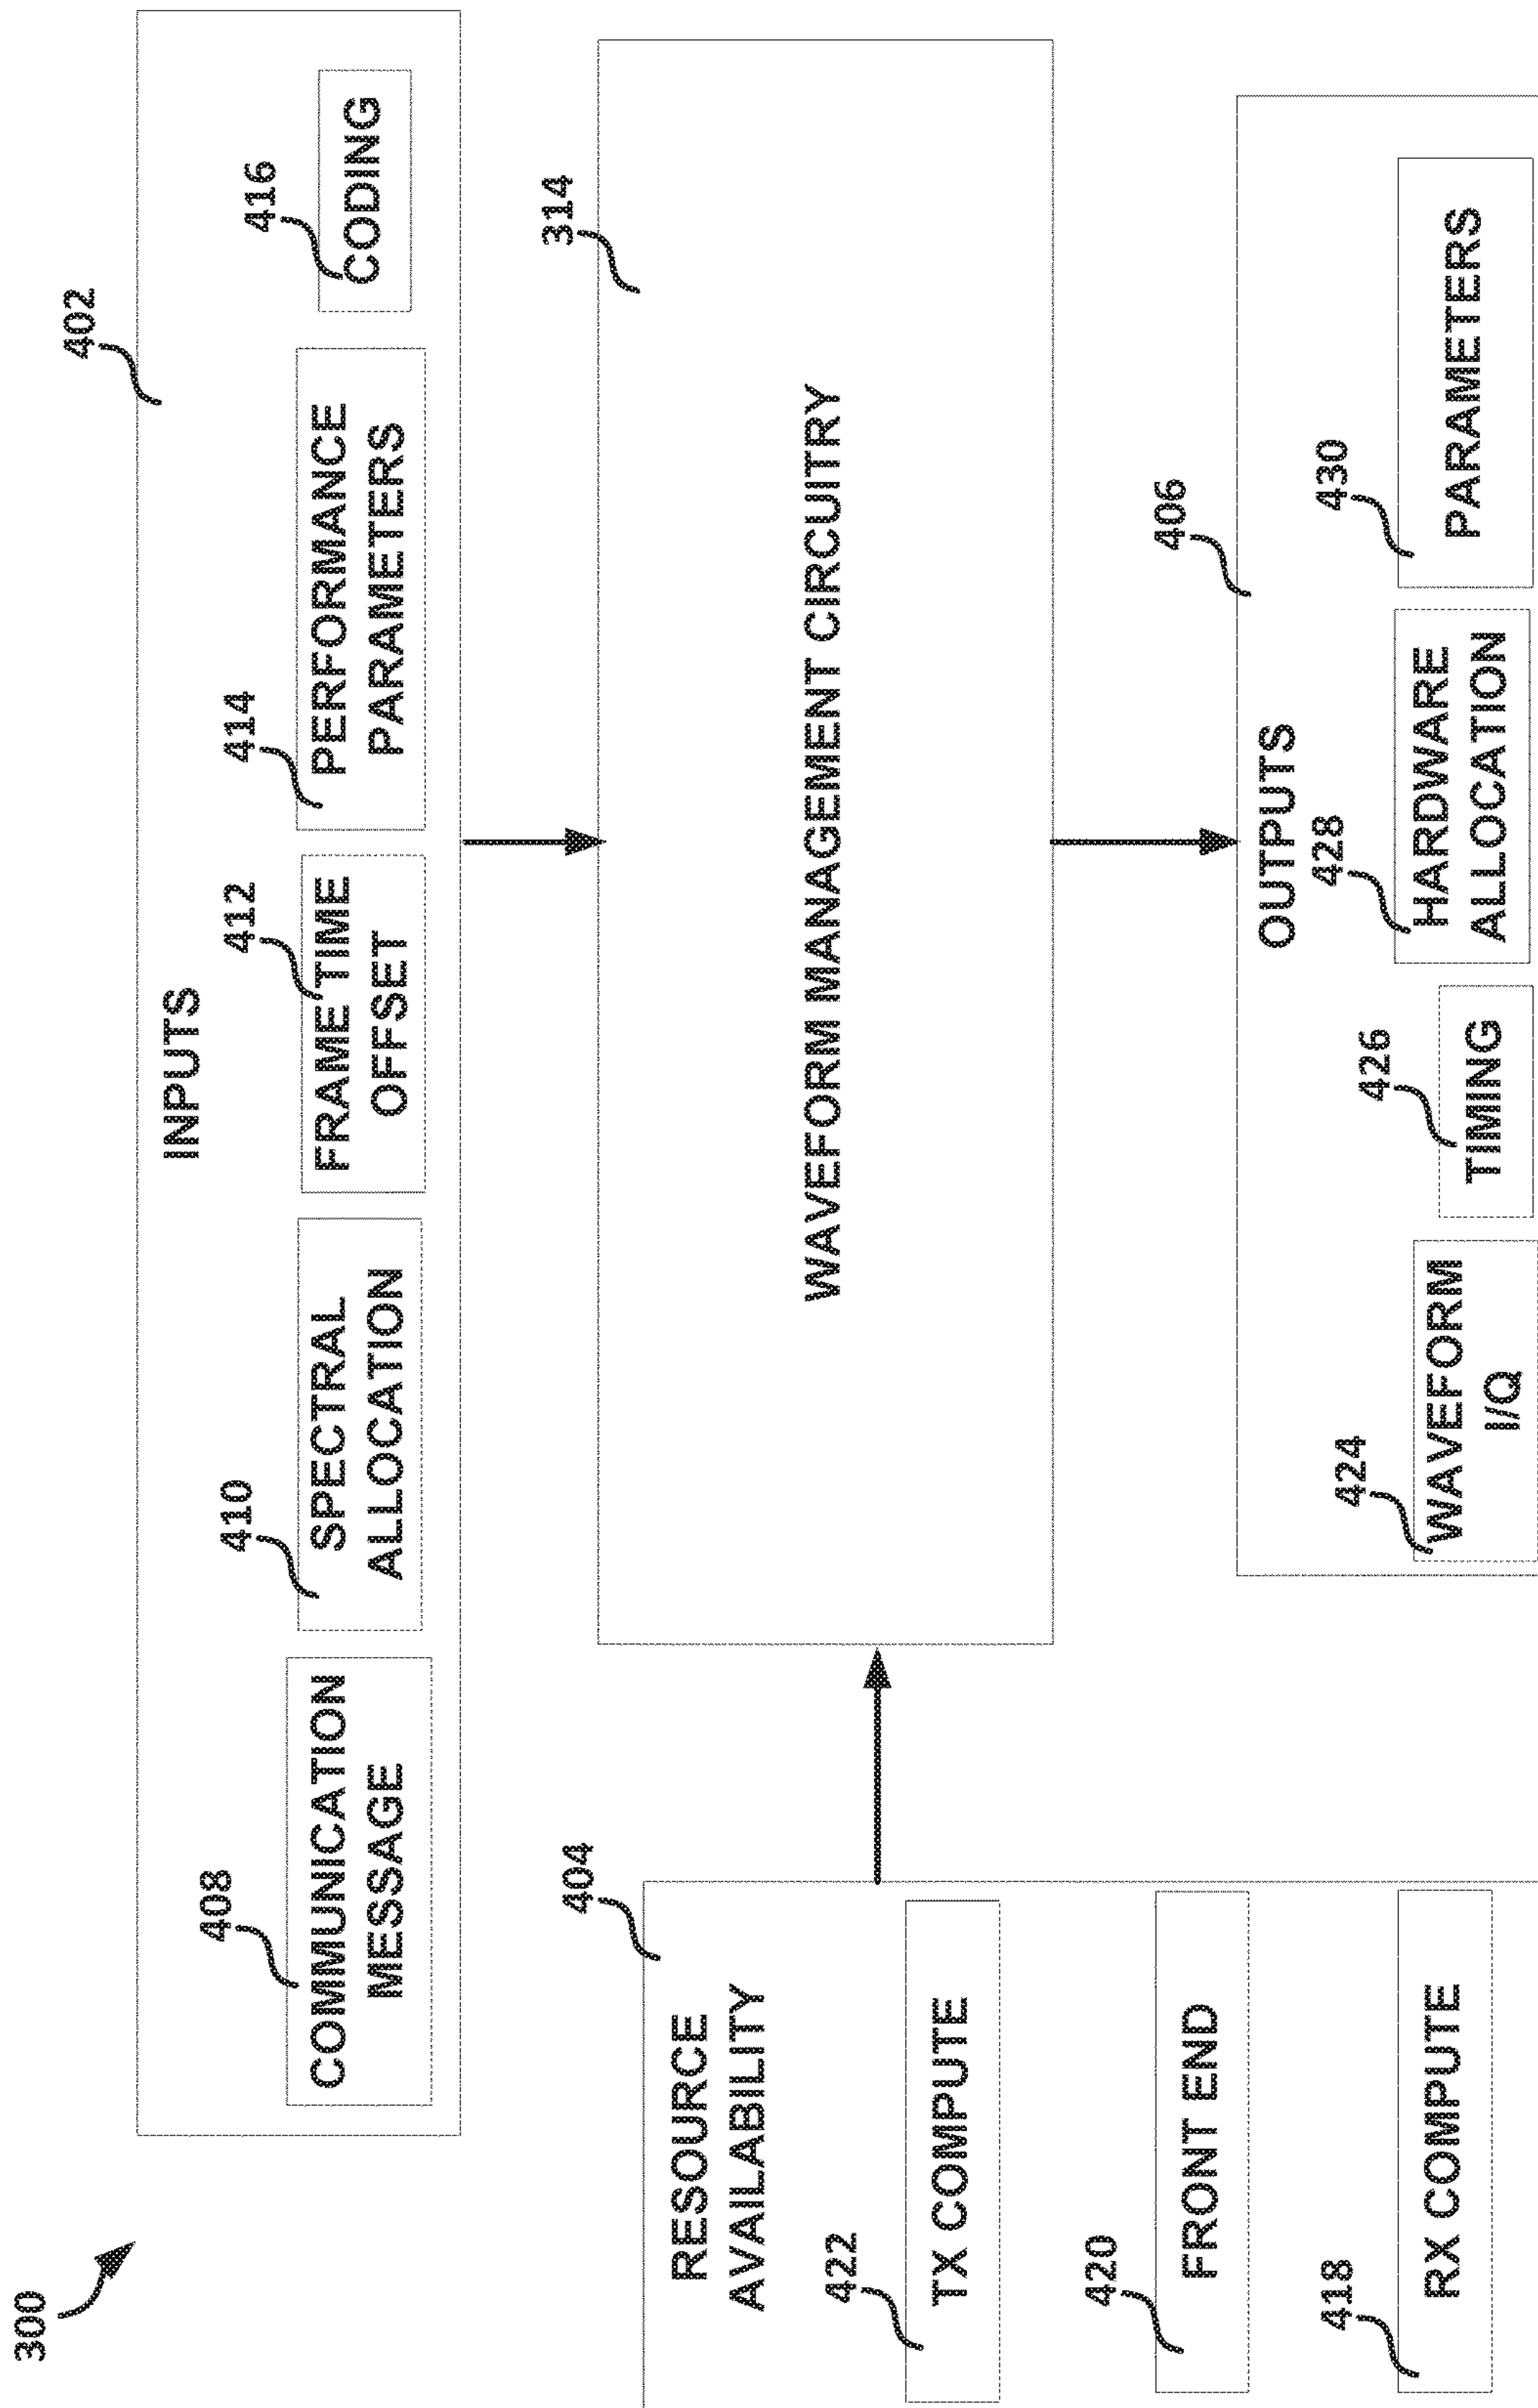 300
402
INPUTS
408
COMMUNICATION
MESSAGE
410
SPECTRAL
ALLOCATION
412
FRAME TIME
OFFSET
414
PERFORMANCE
PARAMETERS
416
CODING
404
RESOURCE
AVAILABILITY
422
TX COMPUTE
420
FRONT END
418
RX COMPUTE
314
WAVEFORM MANAGEMENT CIRCUITRY
406
OUTPUTS
424
WAVEFORM
I/Q
426
TIMING
428
HARDWARE
ALLOCATION
430
PARAMETERS